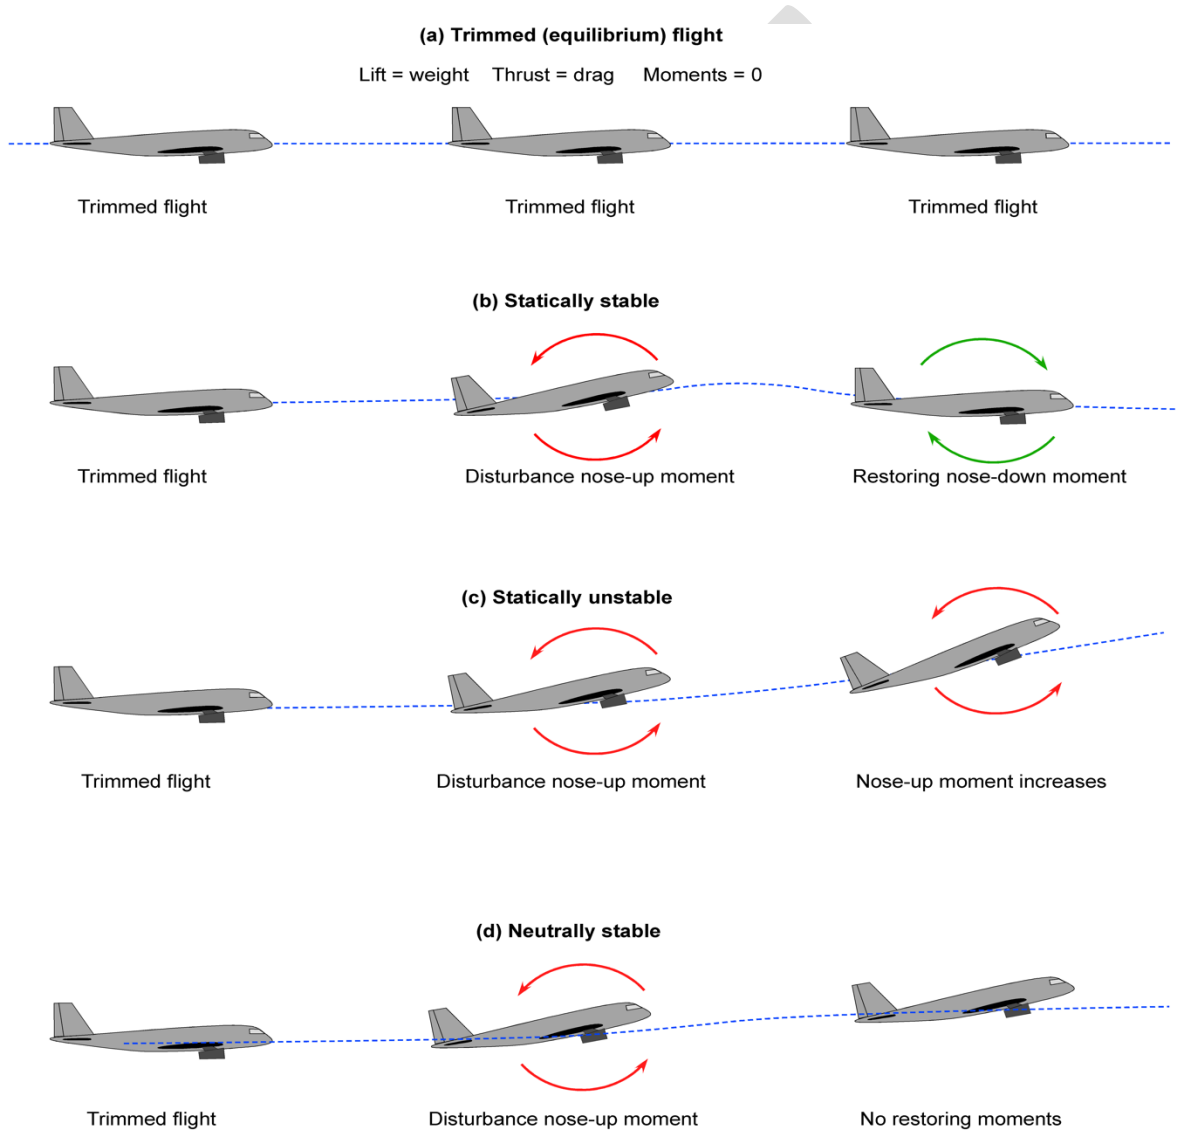 (a) Trimmed (equilibrium) flight
Lift = weight Thrust = drag Moments = 0
Trimmed flight Trimmed flight Trimmed flight
(b) Statically stable
Trimmed flight Disturbance nose-up moment Restoring nose-down moment
(c) Statically unstable
Trimmed flight Disturbance nose-up moment Nose-up moment increases
(d) Neutrally stable
Trimmed flight Disturbance nose-up moment No restoring moments